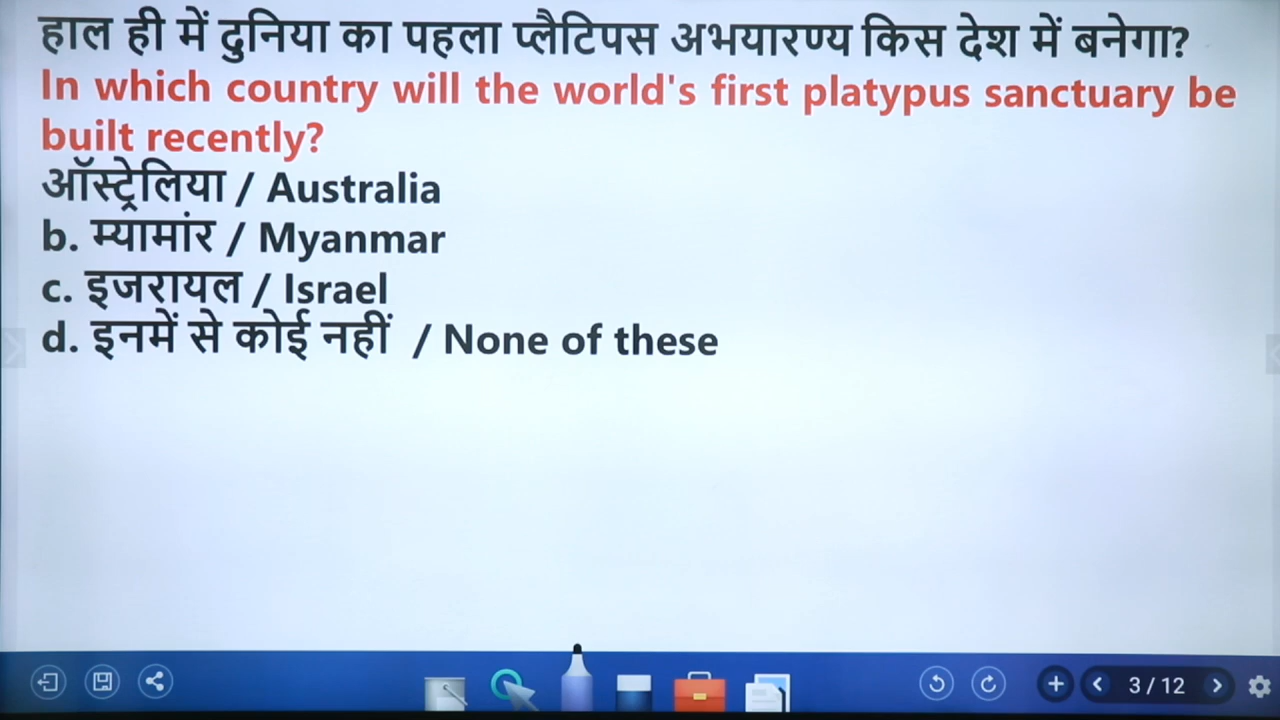 हाल ही में दुनिया का पहला प्लैटिपस अभयारण्य किस देश में बनेगा?
In which country will the world's first platypus sanctuary be
built recently?
ऑस्ट्रेलिया / Australia
b. म्यामांर / Myanmar
c. इजरायल / Israel
d. इनमें से कोई नहीं / None of these
3 / 12